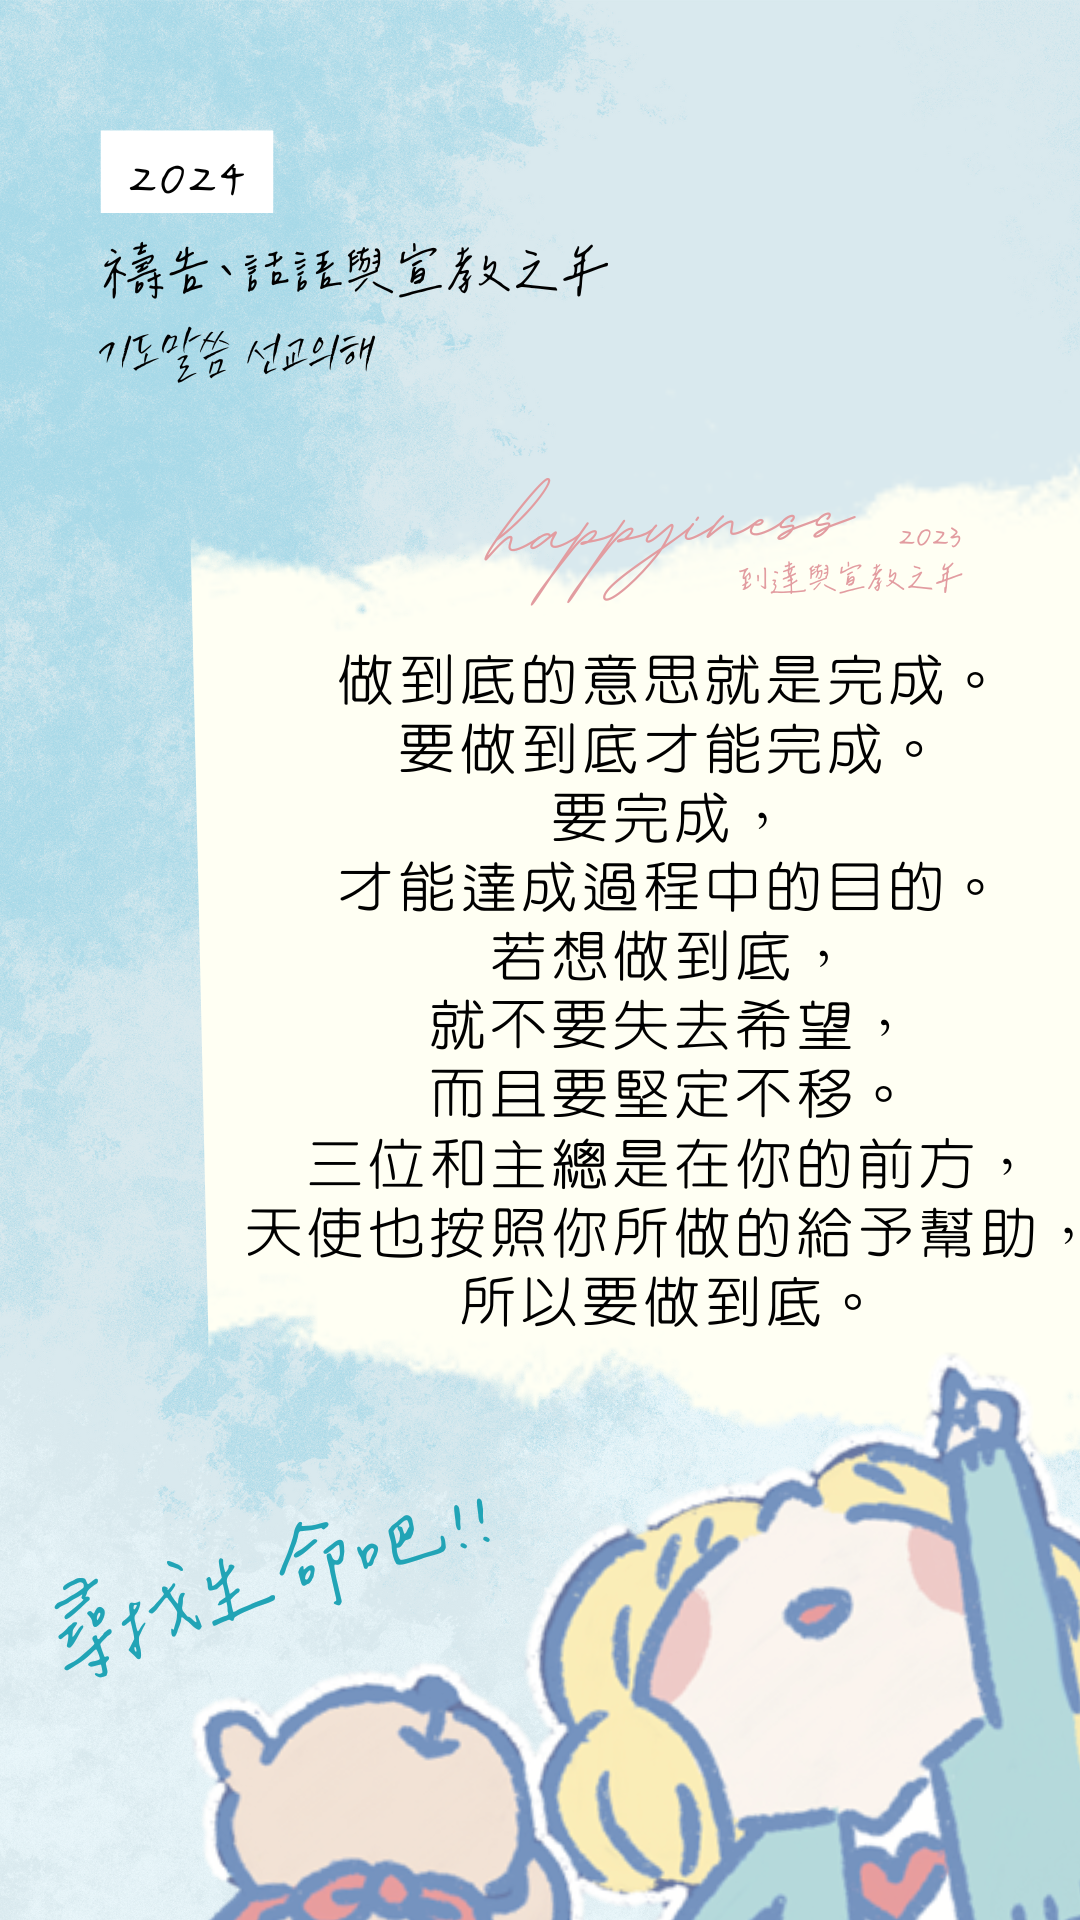 2024
禱告、話語與宣教之年
기도말씀 선교의해
happyiness
2023
到達與宣教之年
做到底的意思就是完成。
要做到底才能完成。
要完成，
才能達成過程中的目的。
若想做到底，
就不要失去希望，
而且要堅定不移。
三位和主總是在你的前方，
天使也按照你所做的給予幫助，
所以要做到底。
尋找生命吧!!